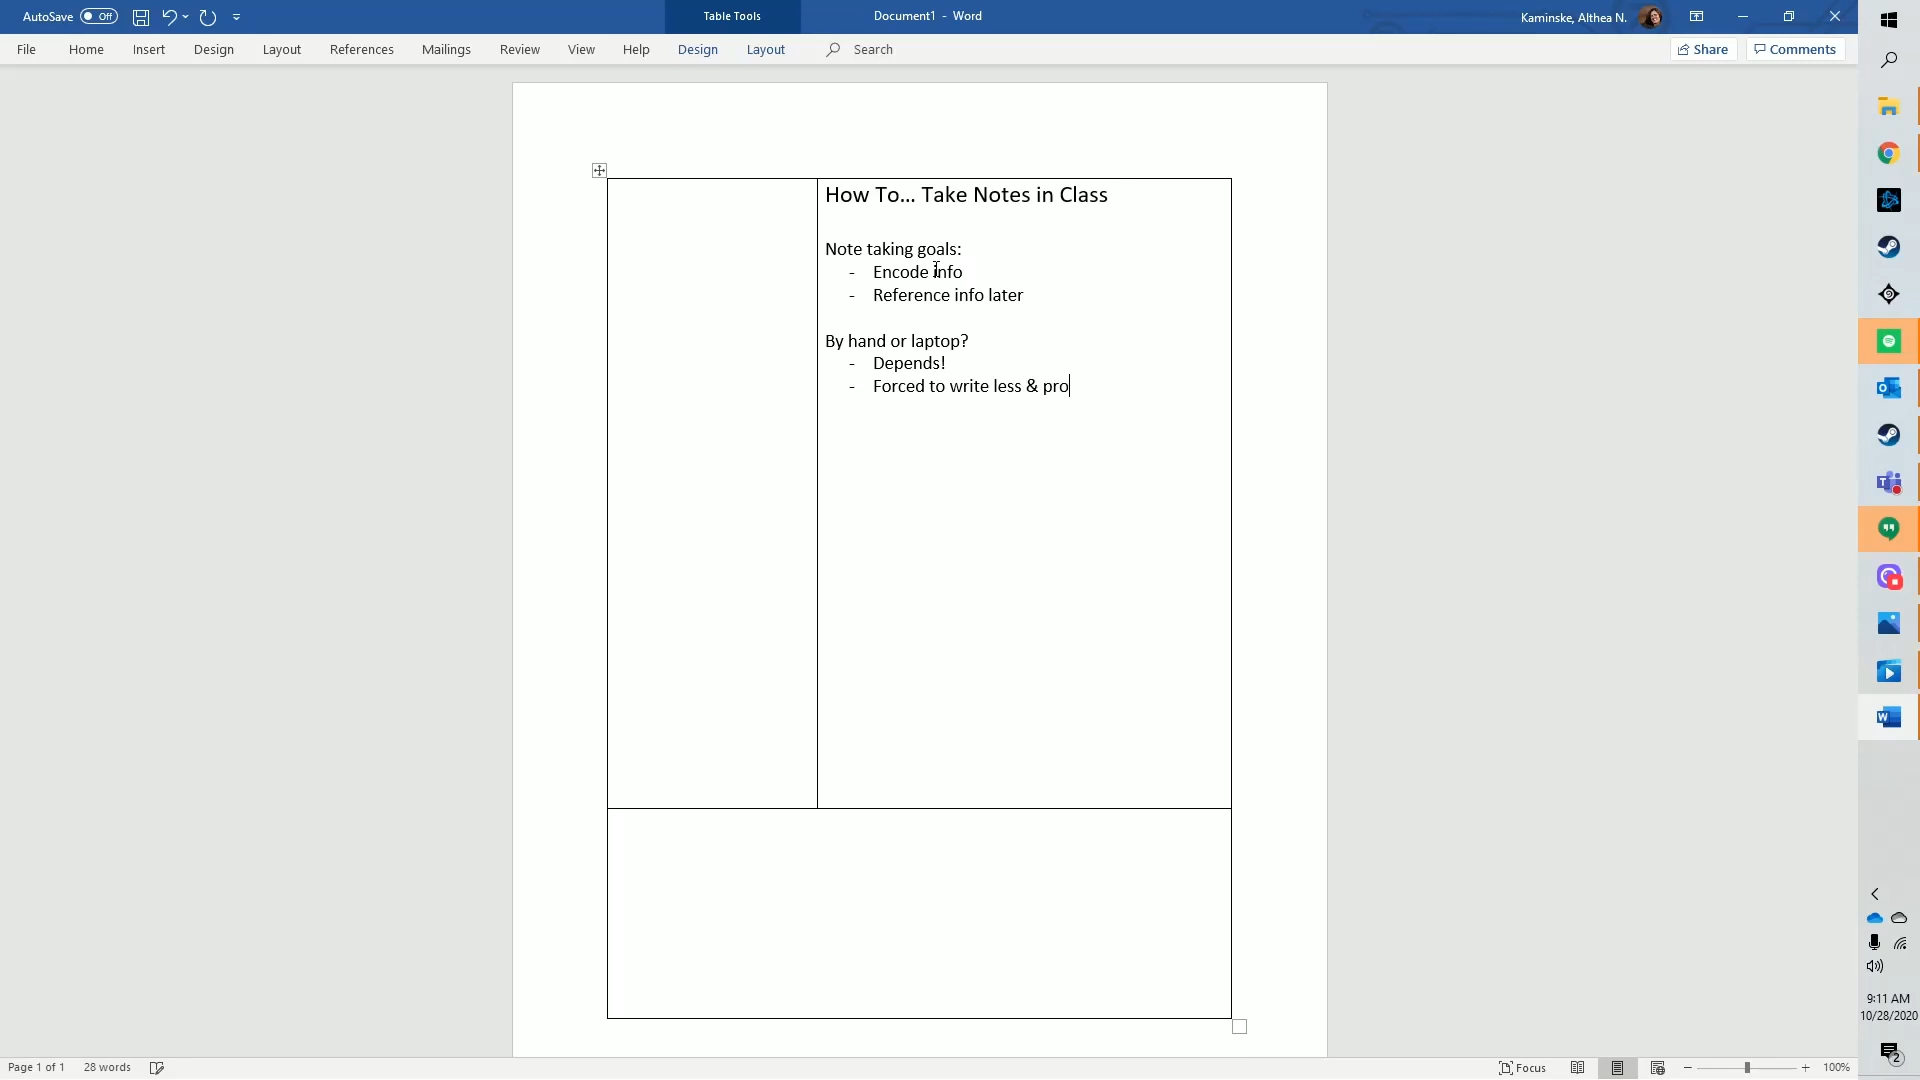 AutoSave Off
Table Tools
Document1 - Word
Kaminske, Althea N.
File Home Insert Design Layout References Mailings Review View Help Design Layout Search
Share Comments
How To… Take Notes in Class
Note taking goals:
- Encode info
- Reference info later
By hand or laptop?
- Depends!
- Forced to write less & pro
9:11 AM
10/28/2020
2
Page 1 of 1 28 words
Focus
100%